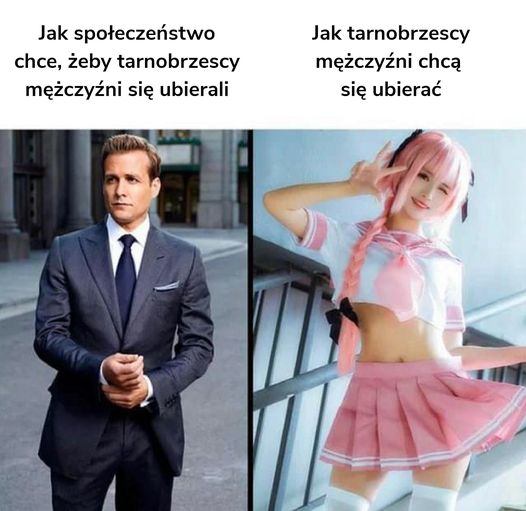 Jak społeczeństwo
chce, żeby tarnobrzescy
mężczyźni się ubierali
Jak tarnobrzescy
mężczyźni chcą
się ubierać